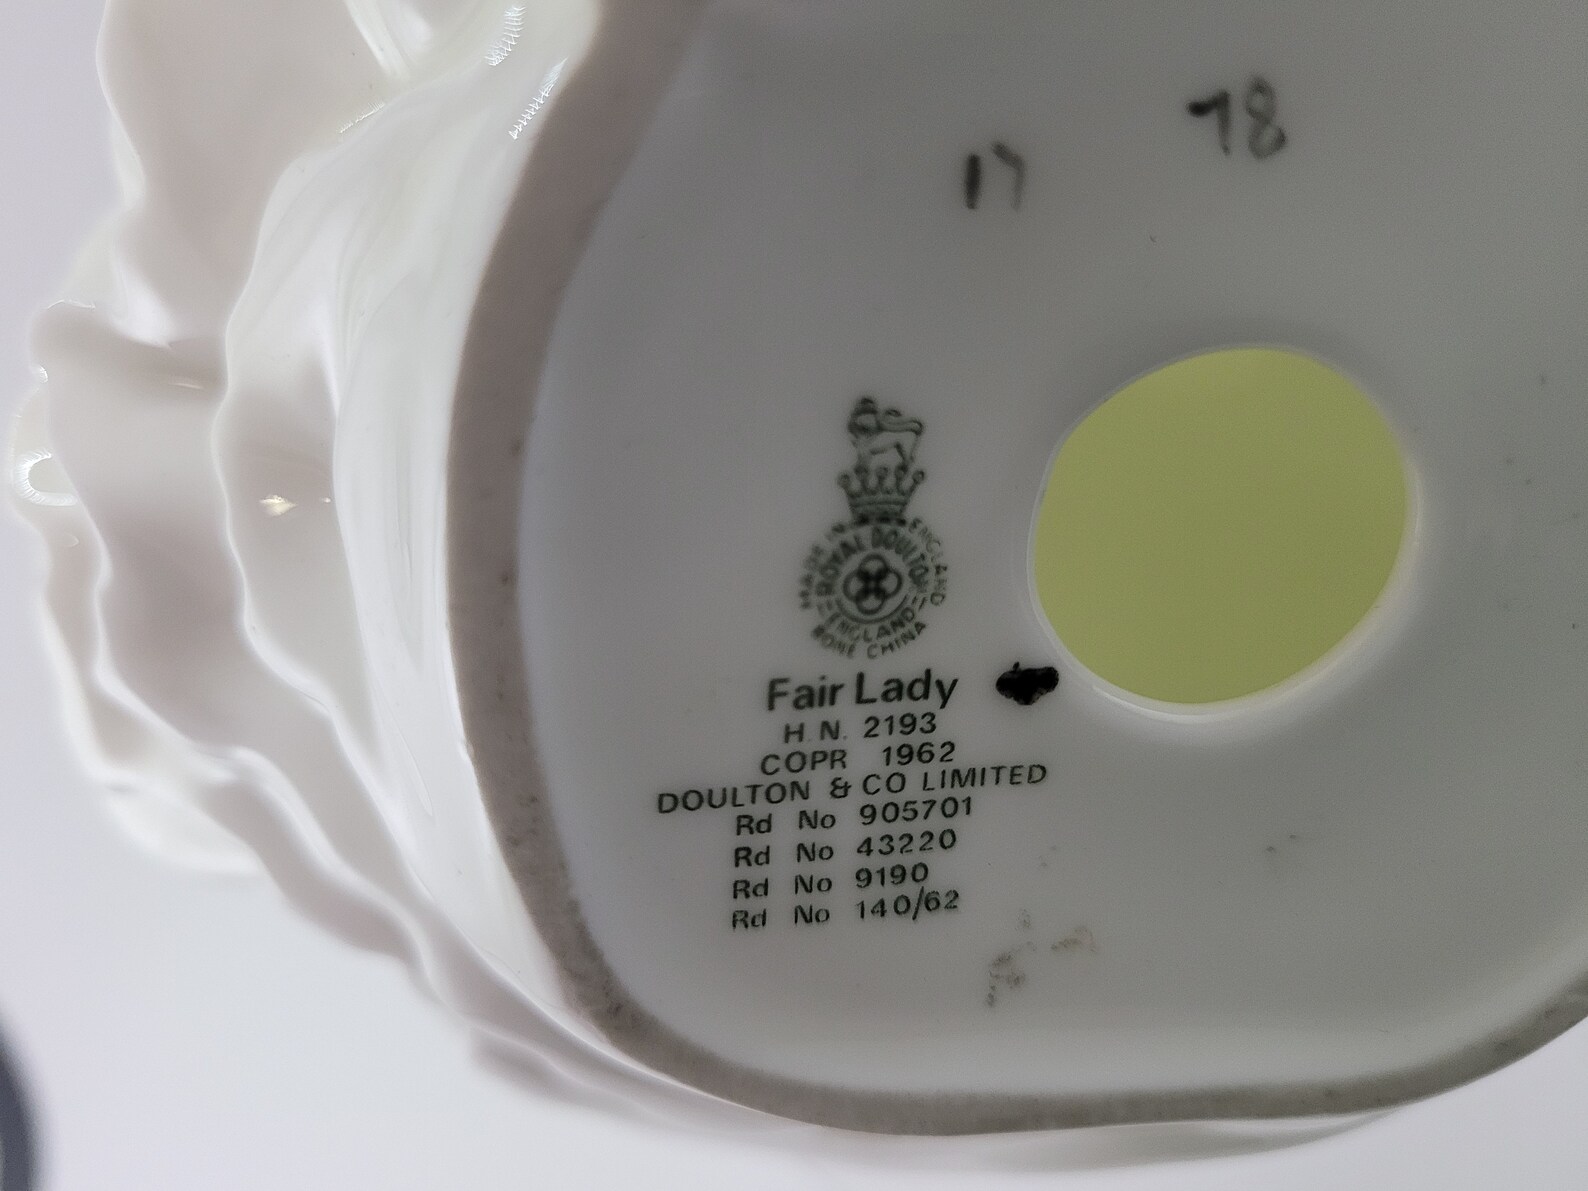 17
78
MADE IN ENGLAND
ROYAL DOULTON
ENGLAND
BONE CHINA
Fair Lady
H.N. 2193
COPR 1962
DOULTON & CO LIMITED
Rd No 905701
Rd No 43220
Rd No 9190
Rd No 140/62